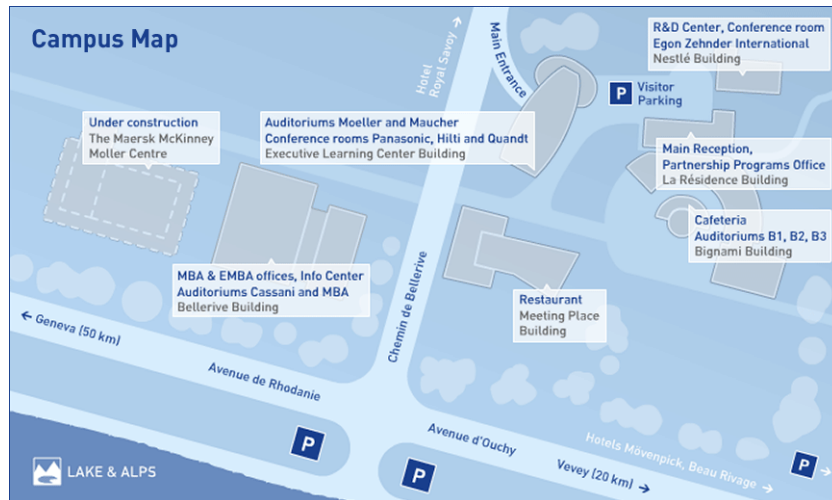 Campus Map
Hotel
Royal Savoy
Main Entrance
R&D Center, Conference room
Egon Zehnder International
Nestlé Building
P
Visitor
Parking
Under construction
The Maersk McKinney
Moller Centre
Auditoriums Moeller and Maucher
Conference rooms Panasonic, Hilti and Quandt
Executive Learning Center Building
Main Reception,
Partnership Programs Office
La Résidence Building
Cafeteria
Auditoriums B1, B2, B3
Bignami Building
MBA & EMBA offices, Info Center
Auditoriums Cassani and MBA
Bellerive Building
Restaurant
Meeting Place
Building
Chemin de Bellerive
← Geneva (50 km)
Avenue de Rhodanie
Avenue d'Ouchy
Vevey (20 km) →
Hotels Mövenpick, Beau Rivage →
P
P
P →
LAKE & ALPS